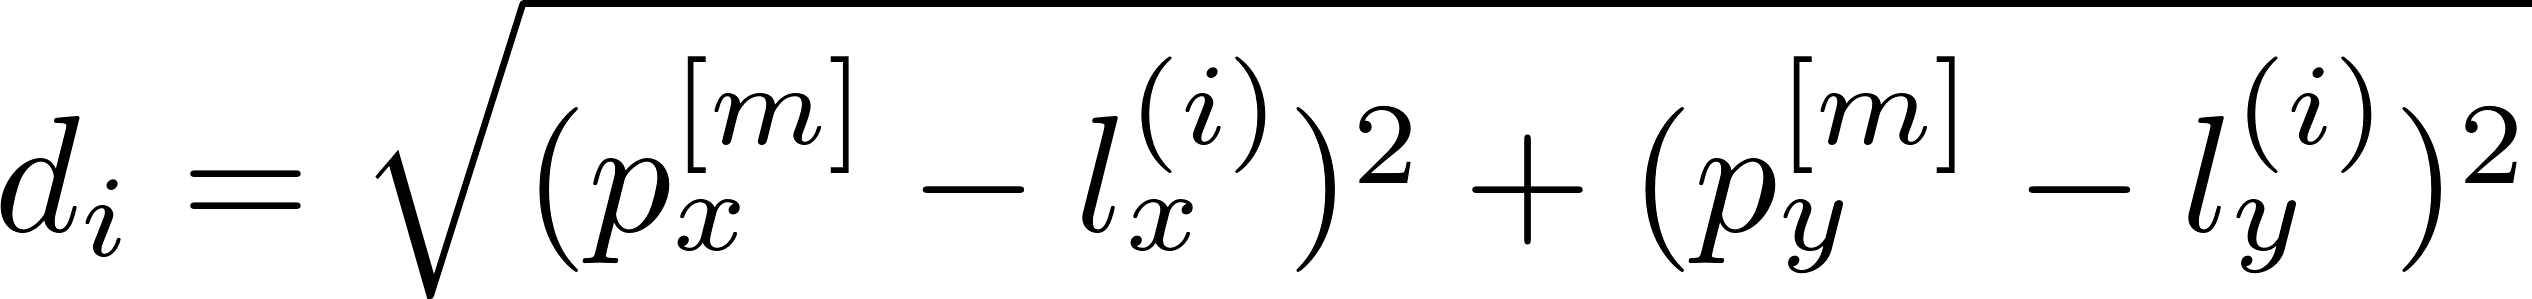 d_i = \sqrt{(p_x^{[m]} - l_x^{(i)})^2 + (p_y^{[m]} - l_y^{(i)})^2}